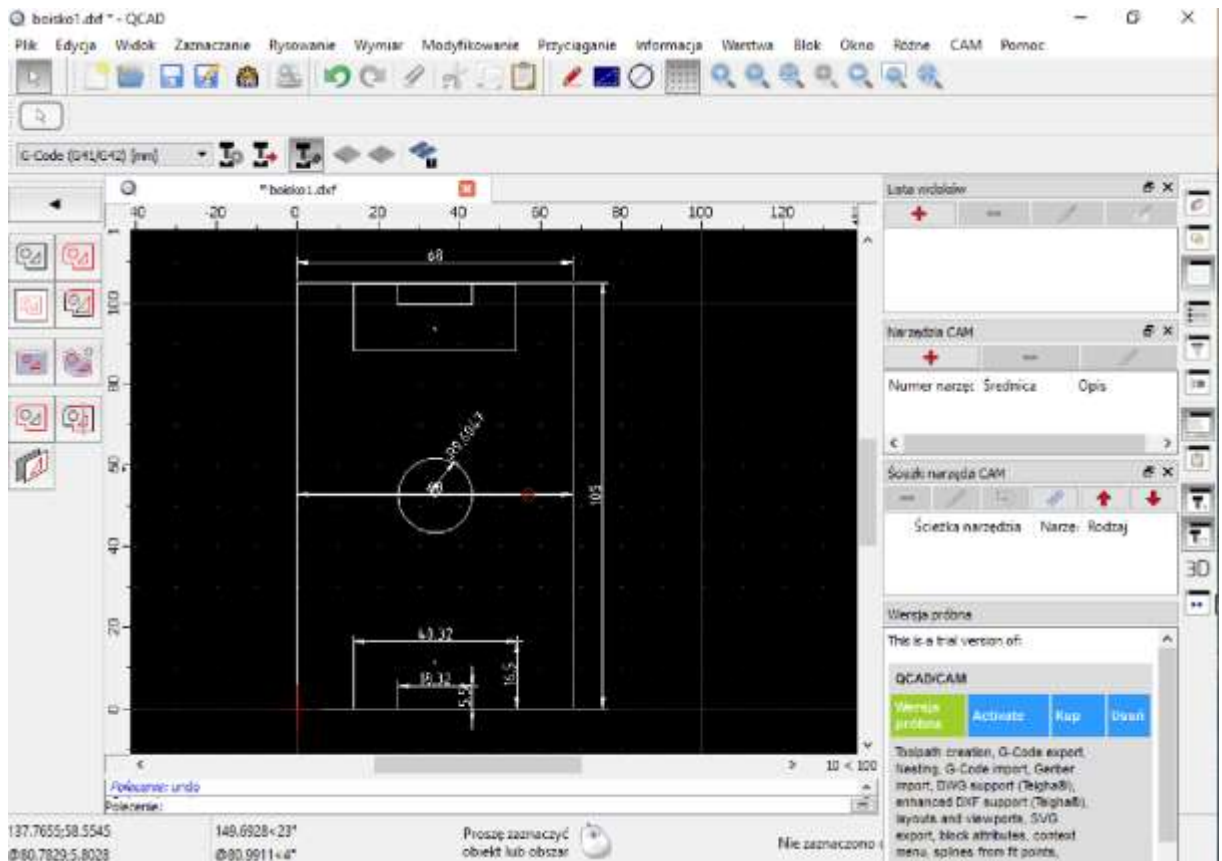 boisko1.dxf * - QCAD
Plik Edycja Widok Zaznaczanie Rysowanie Wymiar Modyfikowanie Przyciąganie Informacja Warstwa Blok Okno Różne CAM Pomoc
G-Code (G41/G42) [mm]
* boisko1.dxf
Lista widoków
40 -20 0 20 40 60 80 100 120
68
100
Narzędzia CAM
Numer narzę: Średnica Opis
80
60
105
Ścieżki narzędzia CAM
Ścieżka narzędzia Narzę: Rodzaj
40
3D
20
40.32
16.5
18.32
5.5
0
Wersja próbna
This is a trial version of:
QCAD/CAM
Wersja próbna Activate Kup Usuń
Toolpath creation, G-Code export,
Nesting, G-Code import, Gerber
import, DWG support (Teigha®),
enhanced DXF support (Teigha®),
layouts and viewports, SVG
export, block attributes, context
menu, splines from fit points,
10 < 100
Polecenie: undo
Polecenie:
137.7655;58.5545 149.6928<23° Proszę zaznaczyć Nie zaznaczono
@80.7829;5.8028 @80.9911<4° obiekt lub obszar